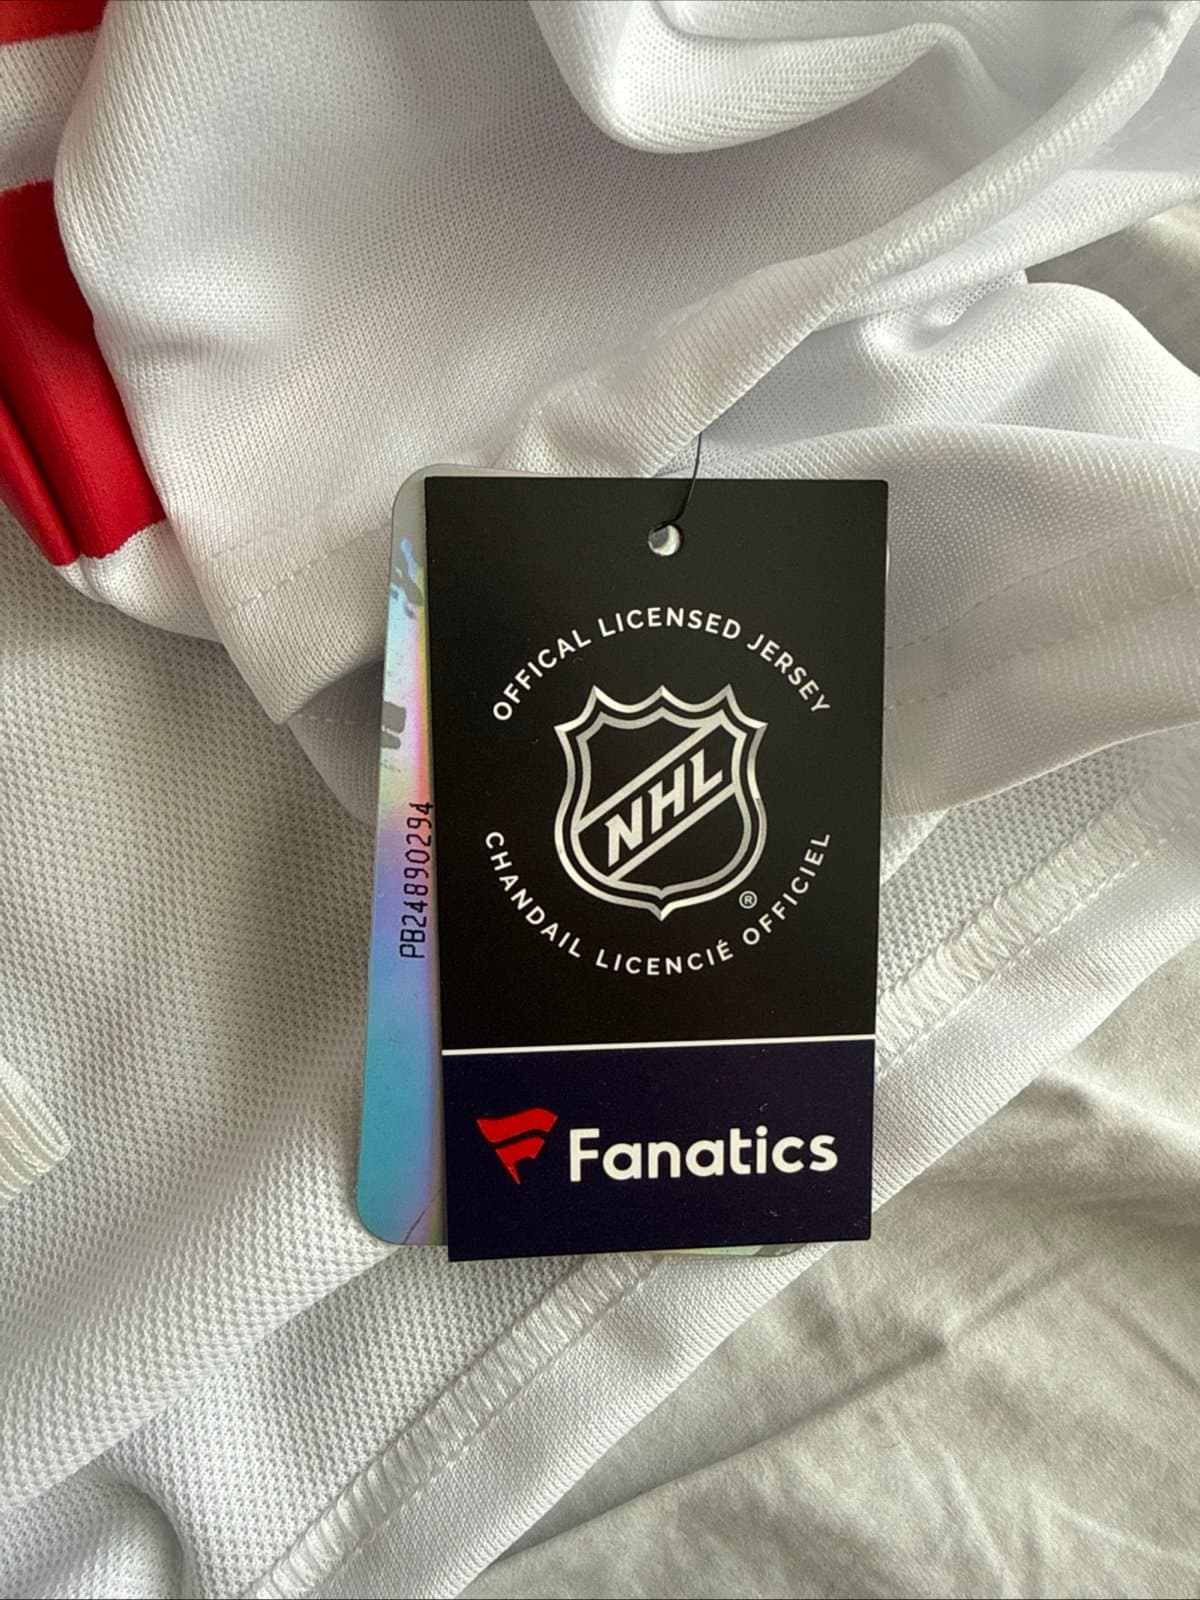 OFFICAL LICENSED JERSEY
NHL
®
CHANDAIL LICENCIÉ OFFICIEL
PB24890294
Fanatics